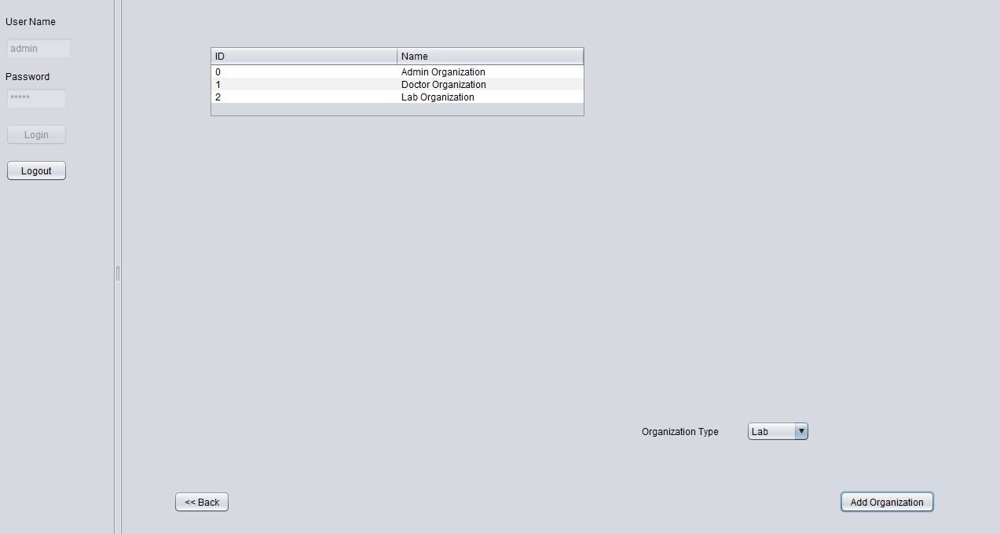 User Name
admin
Password
*****
Login
Logout
ID Name
0 Admin Organization
1 Doctor Organization
2 Lab Organization
Organization Type Lab
<< Back Add Organization